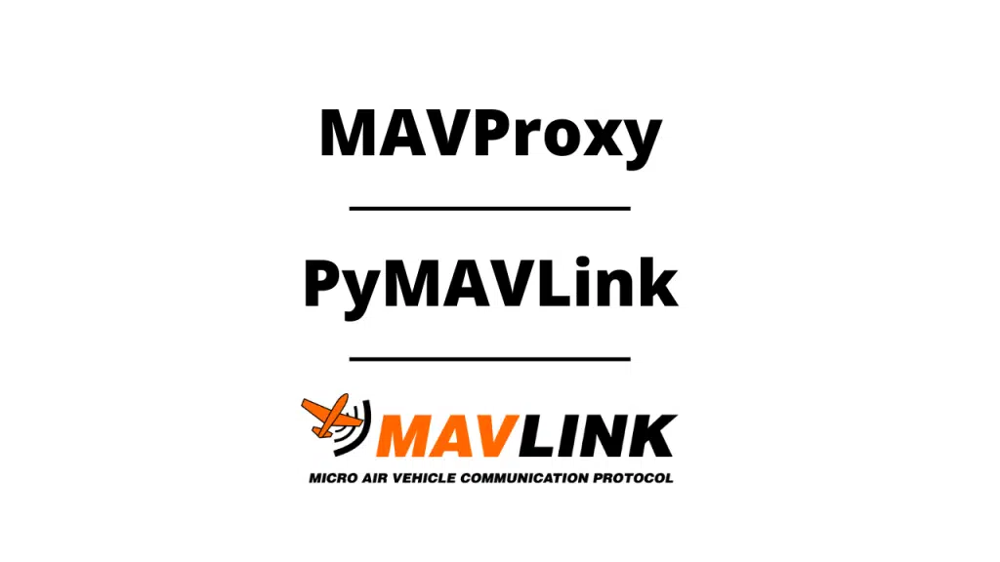 MAVProxy
PyMAVLink
MAVLINK
MICRO AIR VEHICLE COMMUNICATION PROTOCOL